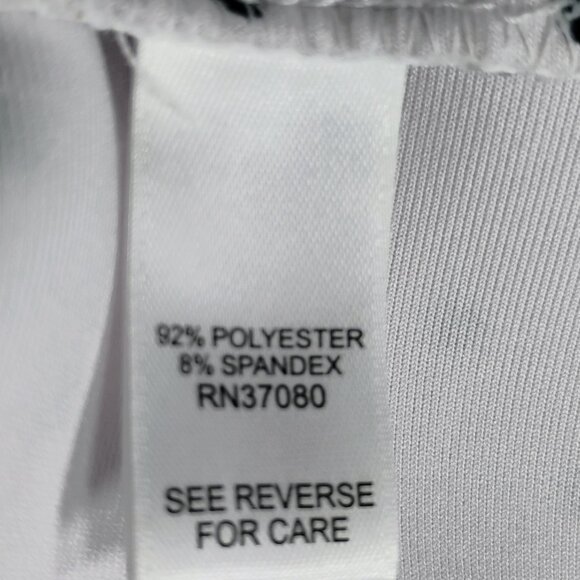 92% POLYESTER
8% SPANDEX
RN37080
SEE REVERSE
FOR CARE